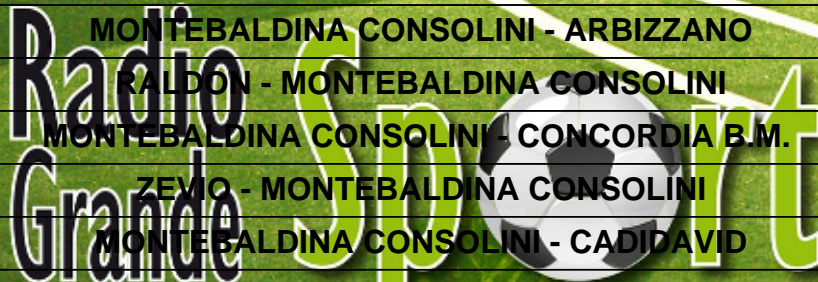 MONTEBALDINA CONSOLINI - ARBIZZANO
RALDON - MONTEBALDINA CONSOLINI
MONTEBALDINA CONSOLINI - CONCORDIA B.M.
ZEVIO - MONTEBALDINA CONSOLINI
MONTEBALDINA CONSOLINI - CADIDAVID
Radio
Grande
Sport